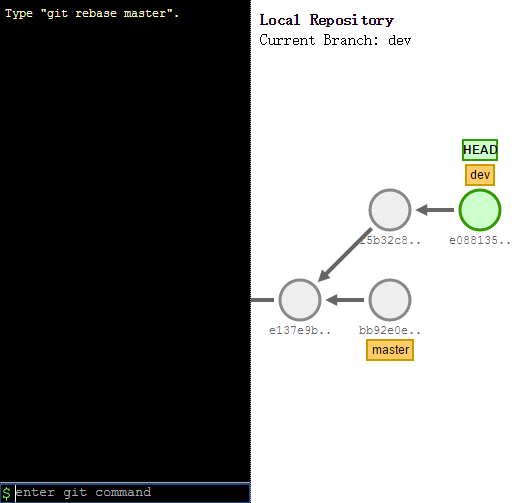 Type "git rebase master".
Local Repository
Current Branch: dev
HEAD
dev
e088135..
e137e9b..
bb92e0e..
master
$ enter git command